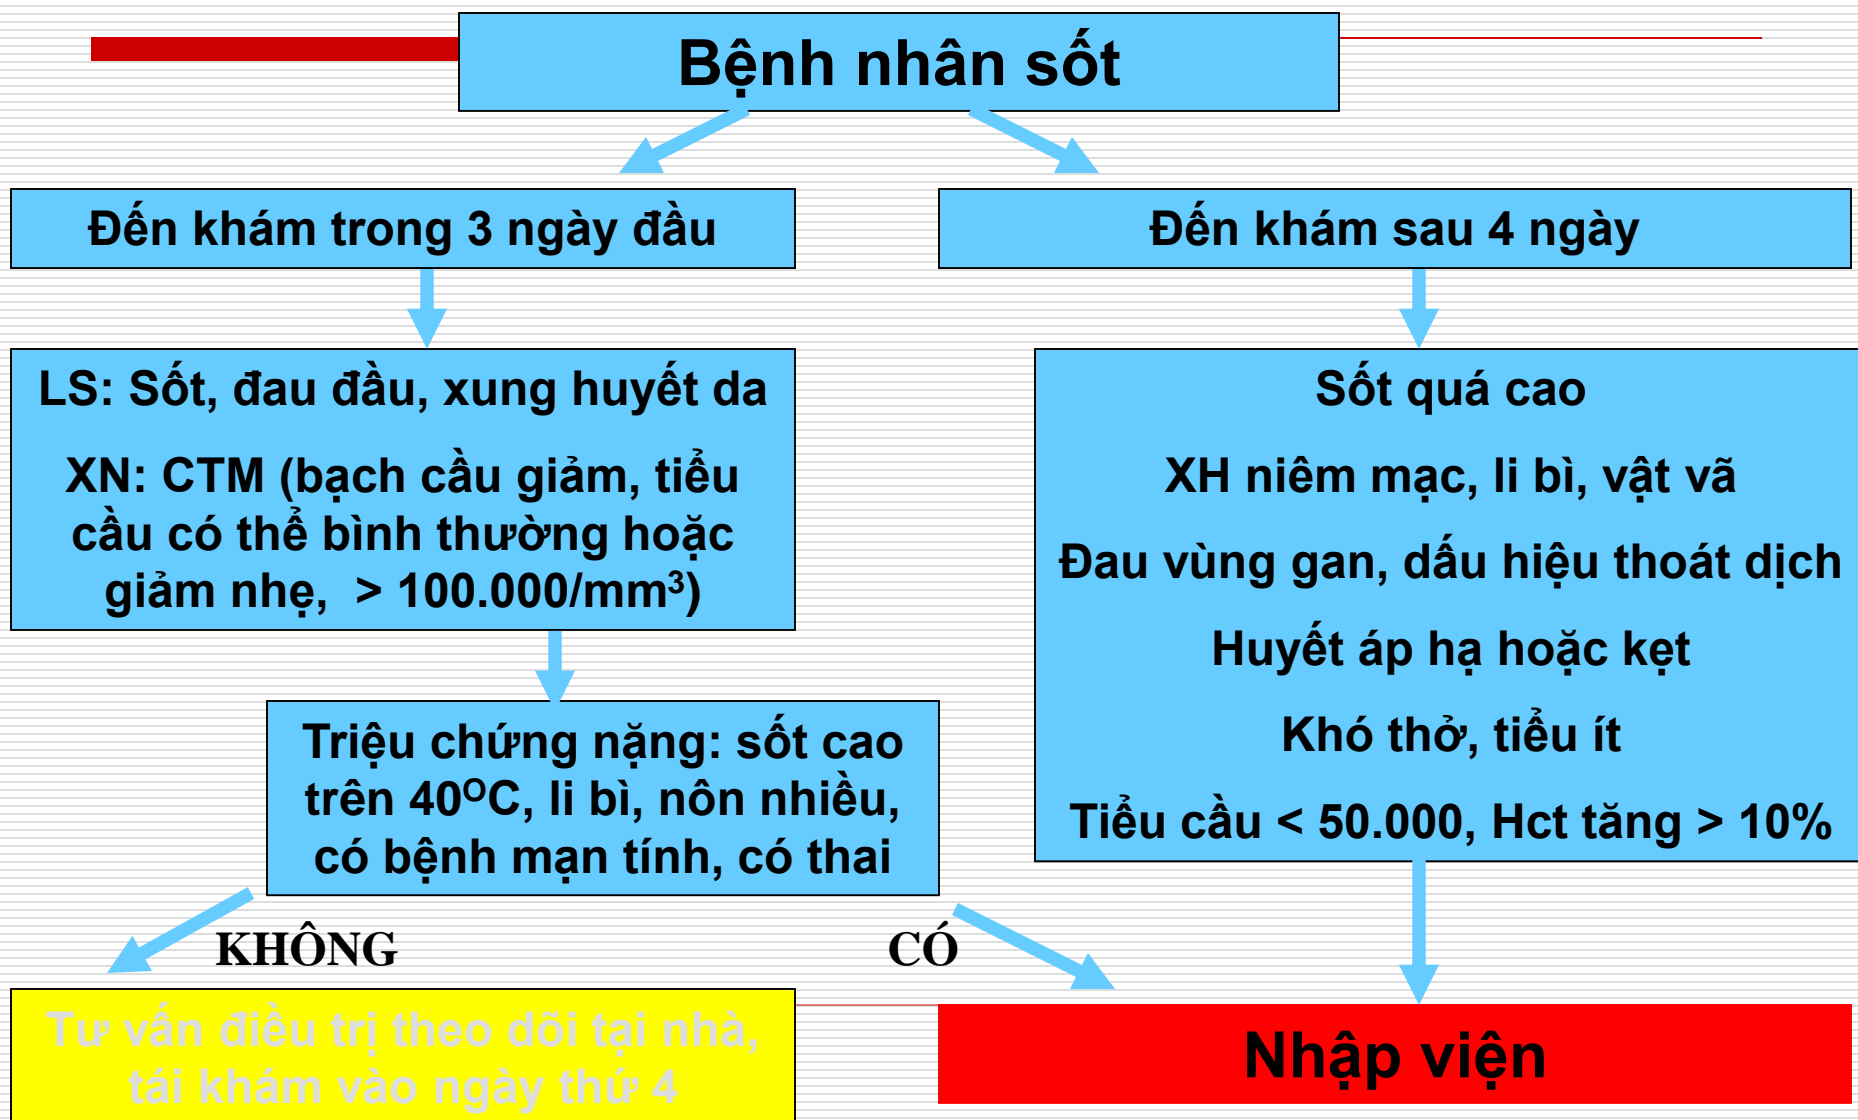 Bệnh nhân sốt
Đến khám trong 3 ngày đầu
Đến khám sau 4 ngày
LS: Sốt, đau đầu, xung huyết da
XN: CTM (bạch cầu giảm, tiểu
cầu có thể bình thường hoặc
giảm nhẹ, > 100.000/mm³)
Sốt quá cao
XH niêm mạc, li bì, vật vã
Đau vùng gan, dấu hiệu thoát dịch
Huyết áp hạ hoặc kẹt
Khó thở, tiểu ít
Tiểu cầu < 50.000, Hct tăng > 10%
Triệu chứng nặng: sốt cao
trên 40ᴼC, li bì, nôn nhiều,
có bệnh mạn tính, có thai
KHÔNG
CÓ
Tư vấn điều trị theo dõi tại nhà,
tái khám vào ngày thứ 4
Nhập viện